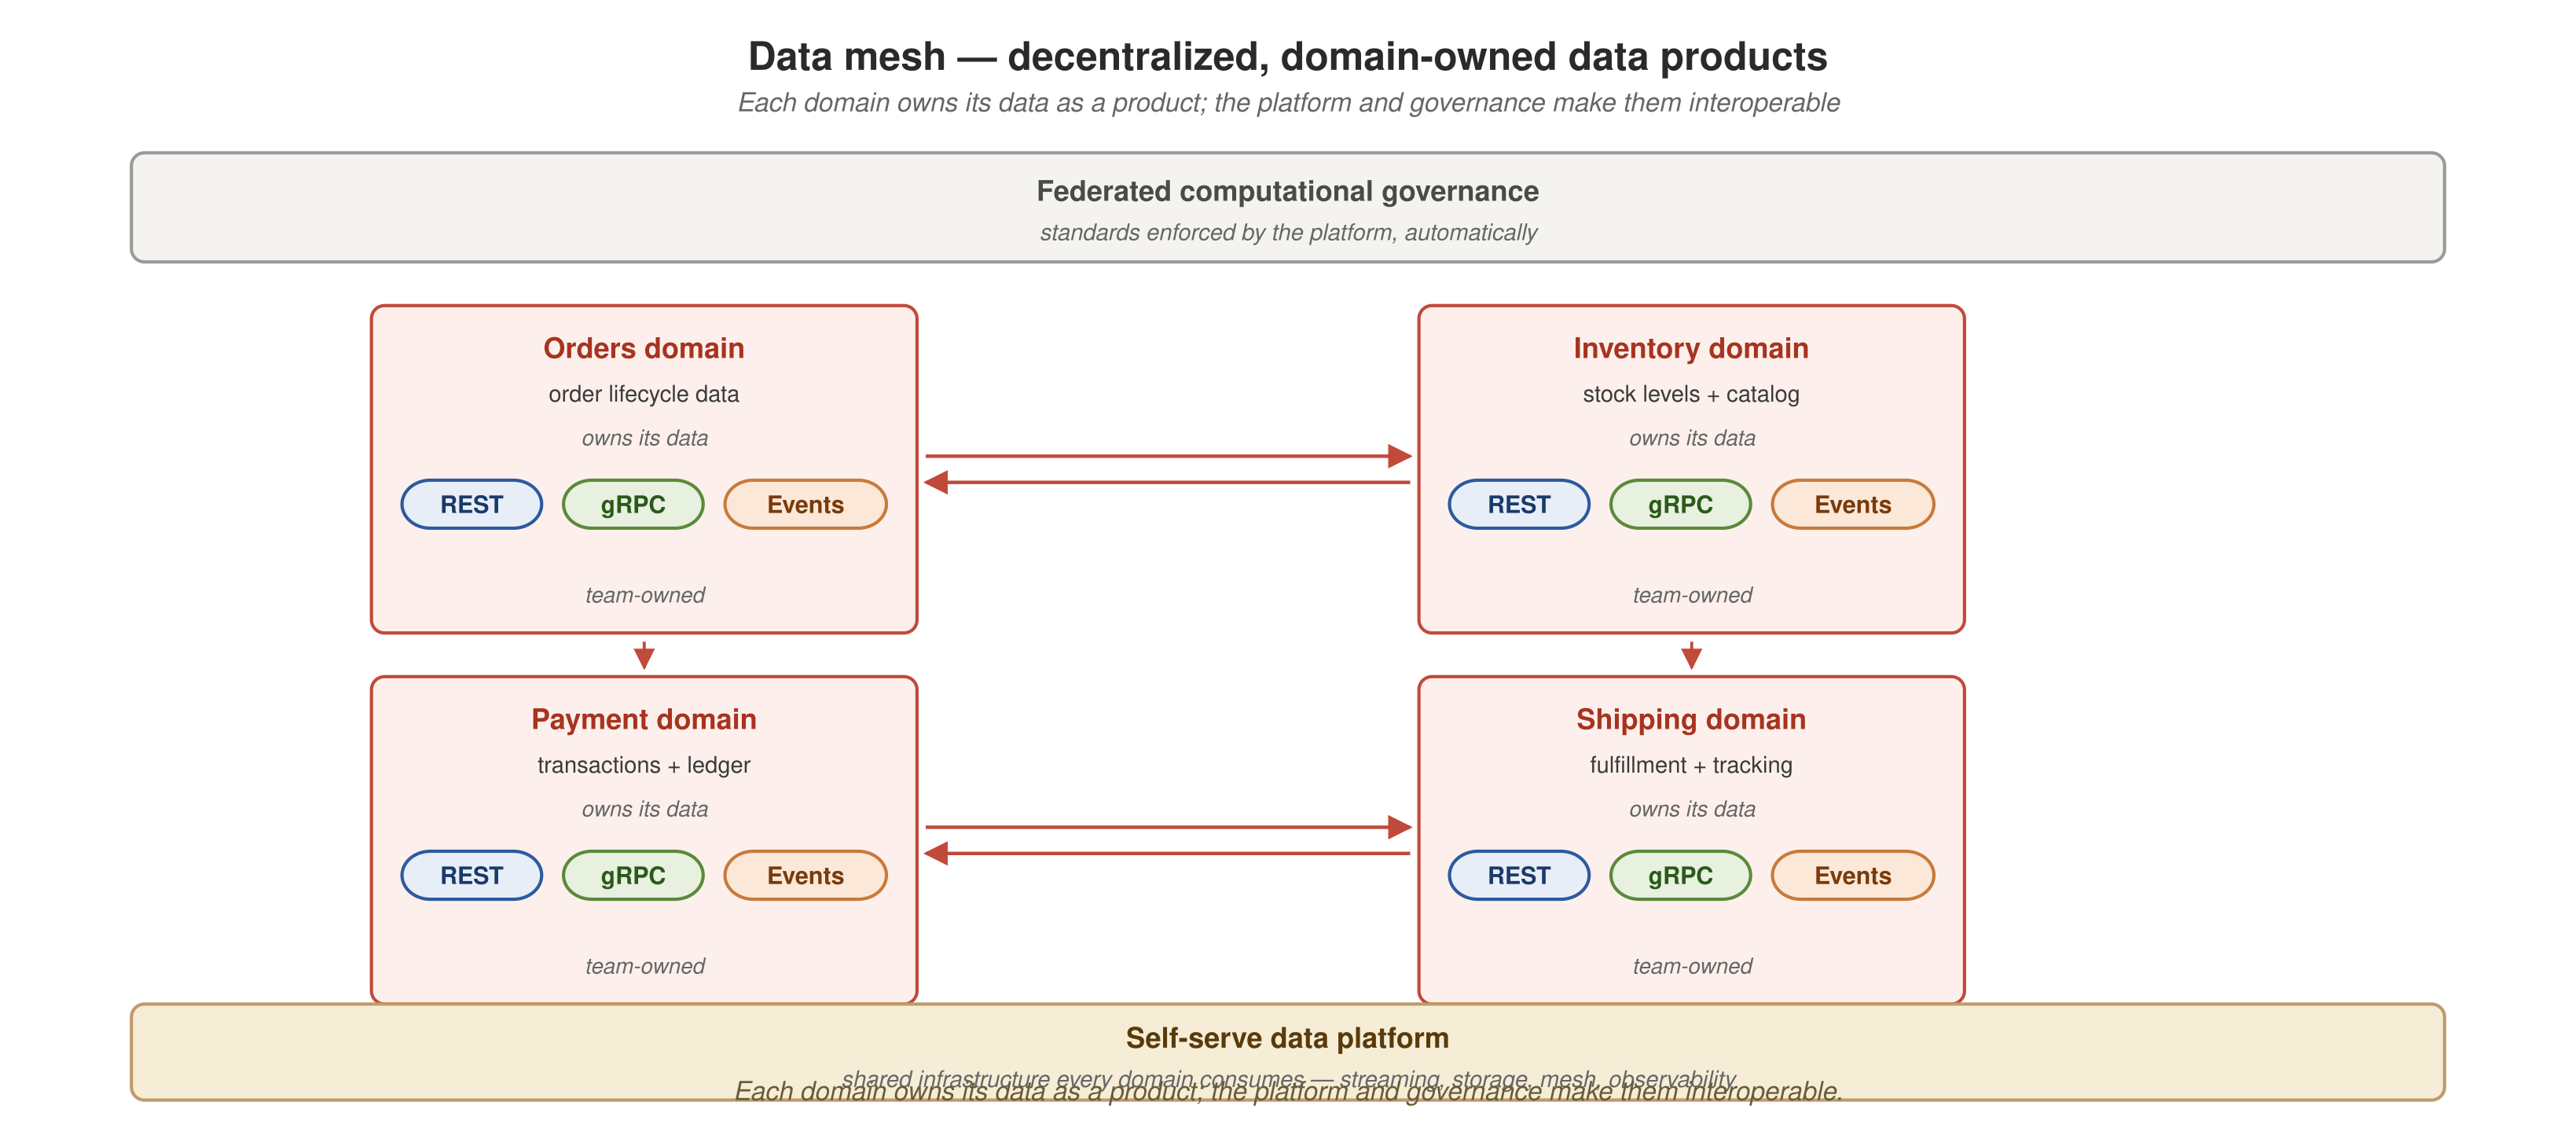 Data mesh — decentralized, domain-owned data products
Each domain owns its data as a product; the platform and governance make them interoperable
Federated computational governance
standards enforced by the platform, automatically
Orders domain
order lifecycle data
owns its data
REST gRPC Events
team-owned
Inventory domain
stock levels + catalog
owns its data
REST gRPC Events
team-owned
Payment domain
transactions + ledger
owns its data
REST gRPC Events
team-owned
Shipping domain
fulfillment + tracking
owns its data
REST gRPC Events
team-owned
Self-serve data platform
shared infrastructure every domain consumes — streaming, storage, mesh, observability
Each domain owns its data as a product; the platform and governance make them interoperable.